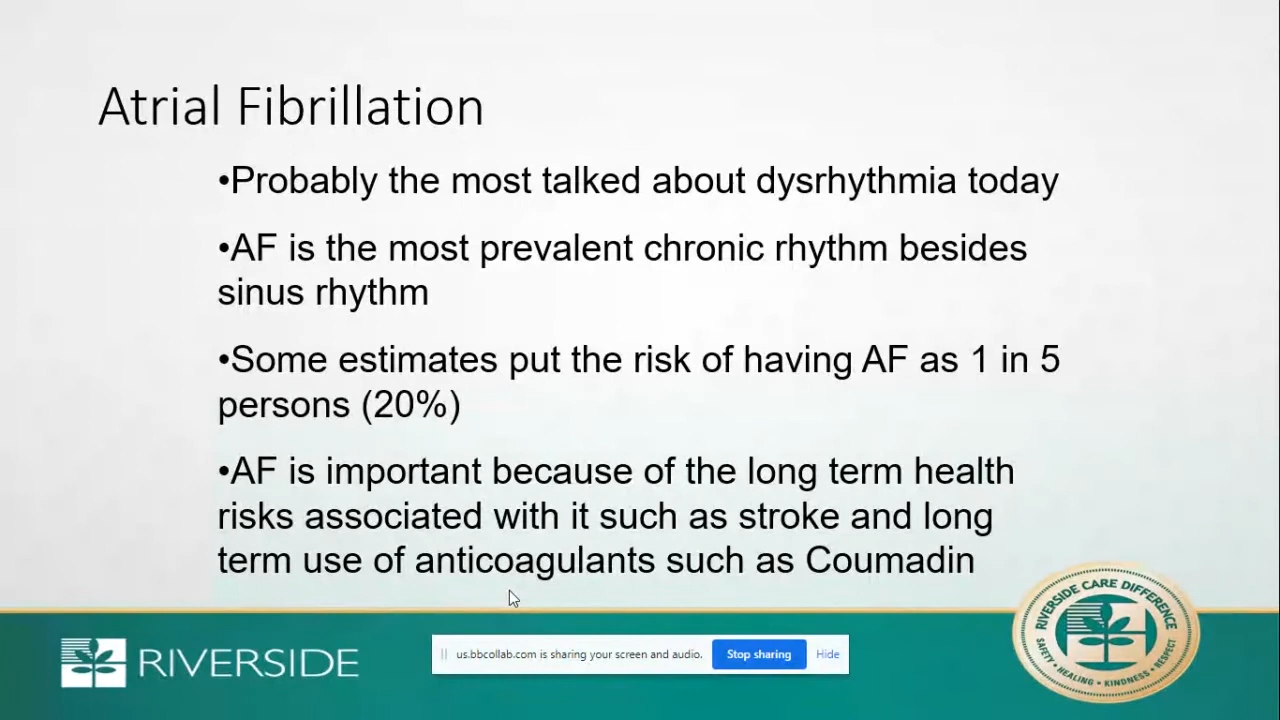 Atrial Fibrillation
•Probably the most talked about dysrhythmia today
•AF is the most prevalent chronic rhythm besides
sinus rhythm
•Some estimates put the risk of having AF as 1 in 5
persons (20%)
•AF is important because of the long term health
risks associated with it such as stroke and long
term use of anticoagulants such as Coumadin
RIVERSIDE
us.bbcollab.com is sharing your screen and audio.
Stop sharing
Hide
RIVERSIDE CARE DIFFERENCE
SAFETY • HEALING • KINDNESS • RESPECT